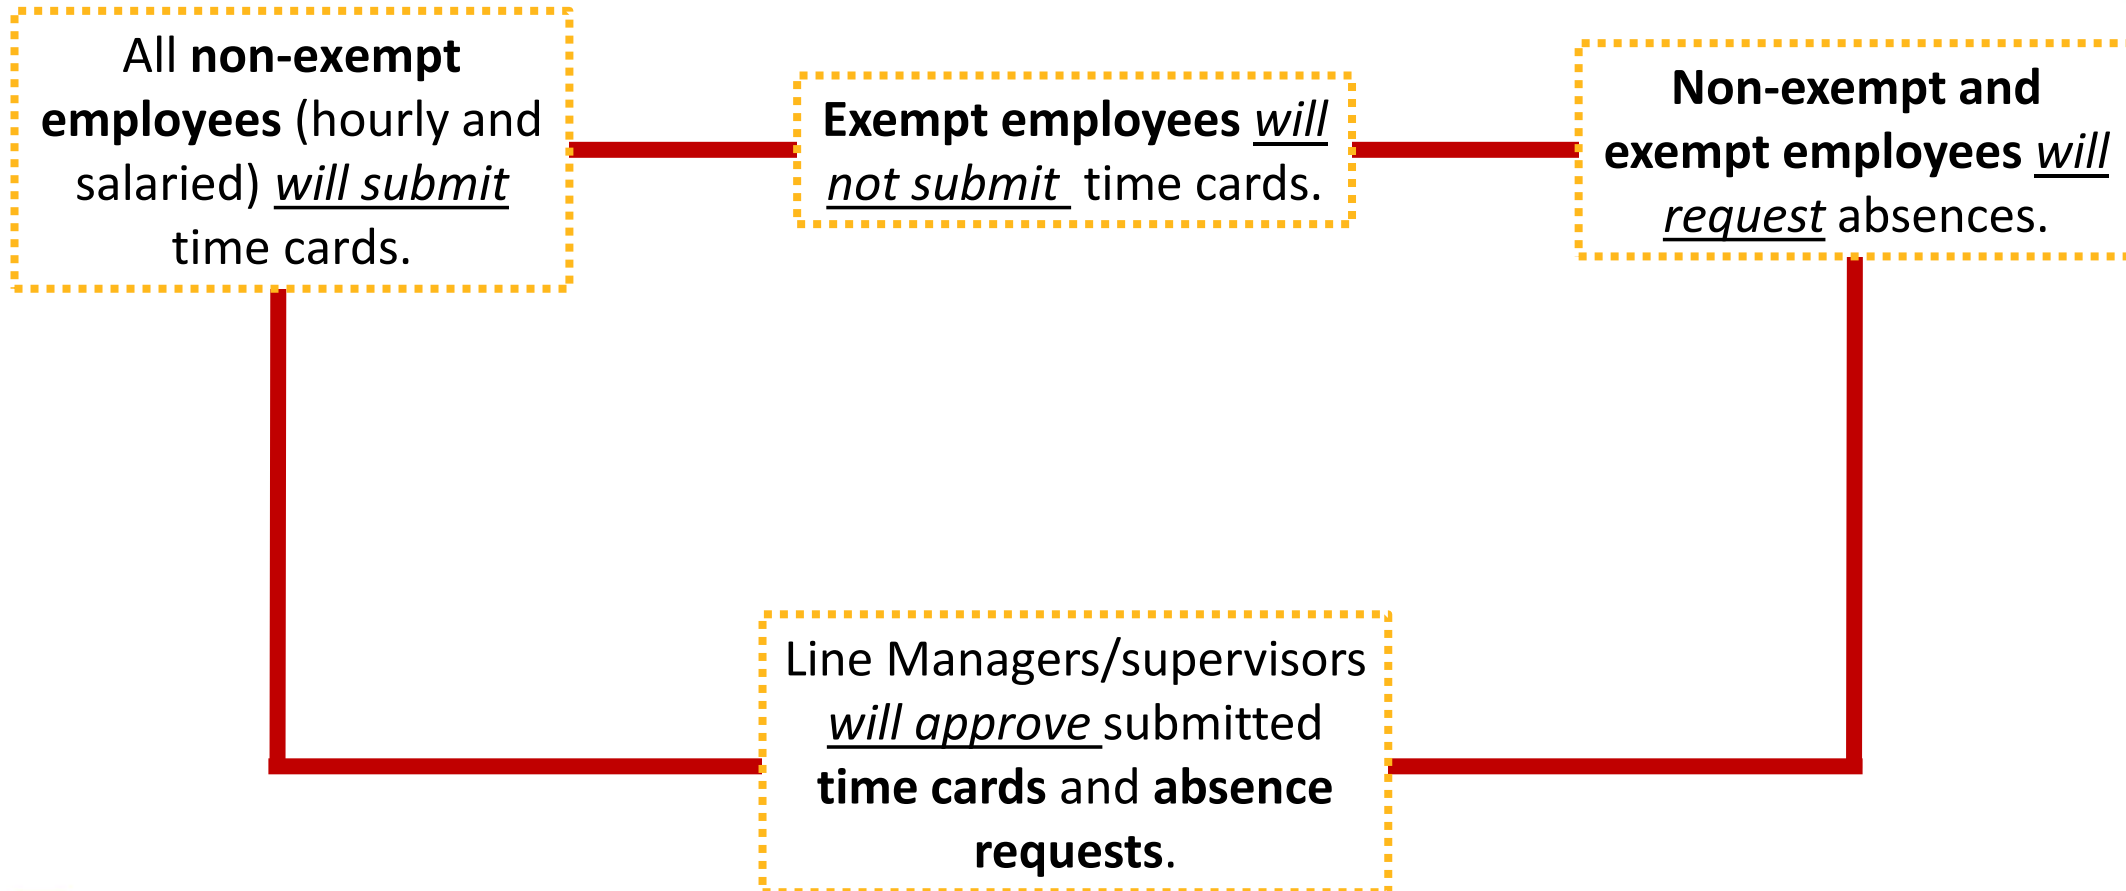 All non-exempt
employees (hourly and
salaried) will submit
time cards.
Exempt employees will
not submit time cards.
Non-exempt and
exempt employees will
request absences.
Line Managers/supervisors
will approve submitted
time cards and absence
requests.